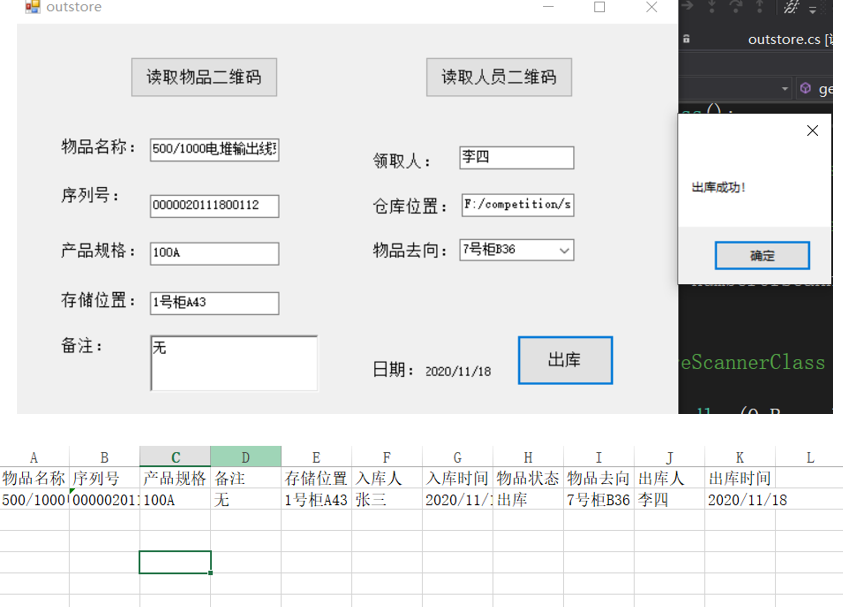 outstore
outstore.cs [
ge
读取物品二维码
读取人员二维码
物品名称：
500/1000电堆输出线
序列号：
0000020111800112
产品规格：
100A
存储位置：
1号柜A43
备注：
无
领取人：
李四
仓库位置：
F:/competition/s
物品去向：
7号柜B36
日期：
2020/11/18
出库
出库成功!
确定
eScannerClass
A B C D E F G H I J K L
物品名称 序列号 产品规格 备注 存储位置 入库人 入库时间 物品状态 物品去向 出库人 出库时间
500/1000 00000201 100A 无 1号柜A43 张三 2020/11/ 出库 7号柜B36 李四 2020/11/18